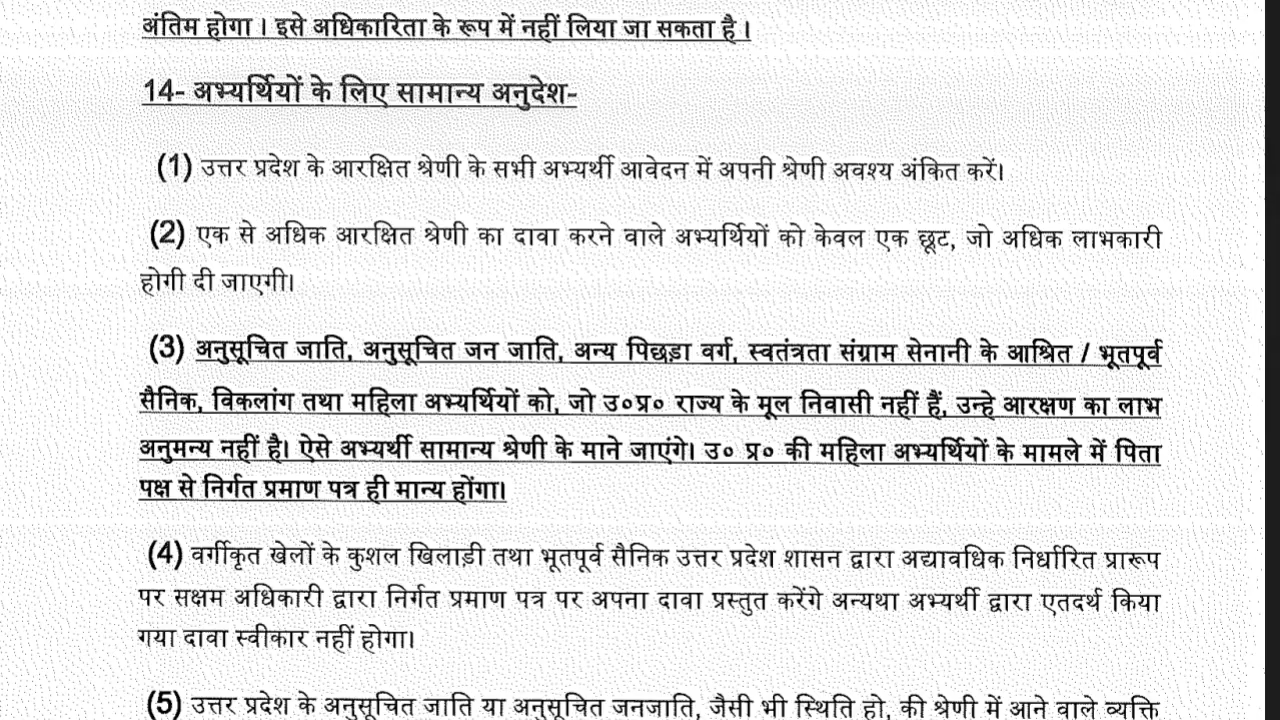 अंतिम होगा । इसे अधिकारिता के रूप में नहीं लिया जा सकता है ।
14- अभ्यर्थियों के लिए सामान्य अनुदेश-
(1) उत्तर प्रदेश के आरक्षित श्रेणी के सभी अभ्यर्थी आवेदन में अपनी श्रेणी अवश्य अंकित करें।
(2) एक से अधिक आरक्षित श्रेणी का दावा करने वाले अभ्यर्थियों को केवल एक छूट, जो अधिक लाभकारी
होगी दी जाएगी।
(3) अनुसूचित जाति, अनुसूचित जन जाति, अन्य पिछड़ा वर्ग, स्वतंत्रता संग्राम सेनानी के आश्रित / भूतपूर्व
सैनिक, विकलांग तथा महिला अभ्यर्थियों को, जो उ०प्र० राज्य के मूल निवासी नहीं हैं, उन्हे आरक्षण का लाभ
अनुमन्य नहीं है। ऐसे अभ्यर्थी सामान्य श्रेणी के माने जाएंगे। उ० प्र० की महिला अभ्यर्थियों के मामले में पिता
पक्ष से निर्गत प्रमाण पत्र ही मान्य होंगा।
(4) वर्गीकृत खेलों के कुशल खिलाड़ी तथा भूतपूर्व सैनिक उत्तर प्रदेश शासन द्वारा अद्यावधिक निर्धारित प्रारूप
पर सक्षम अधिकारी द्वारा निर्गत प्रमाण पत्र पर अपना दावा प्रस्तुत करेंगे अन्यथा अभ्यर्थी द्वारा एतदर्थ किया
गया दावा स्वीकार नहीं होगा।
(5) उत्तर प्रदेश के अनुसूचित जाति या अनुसूचित जनजाति, जैसी भी स्थिति हो, की श्रेणी में आने वाले व्यक्ति